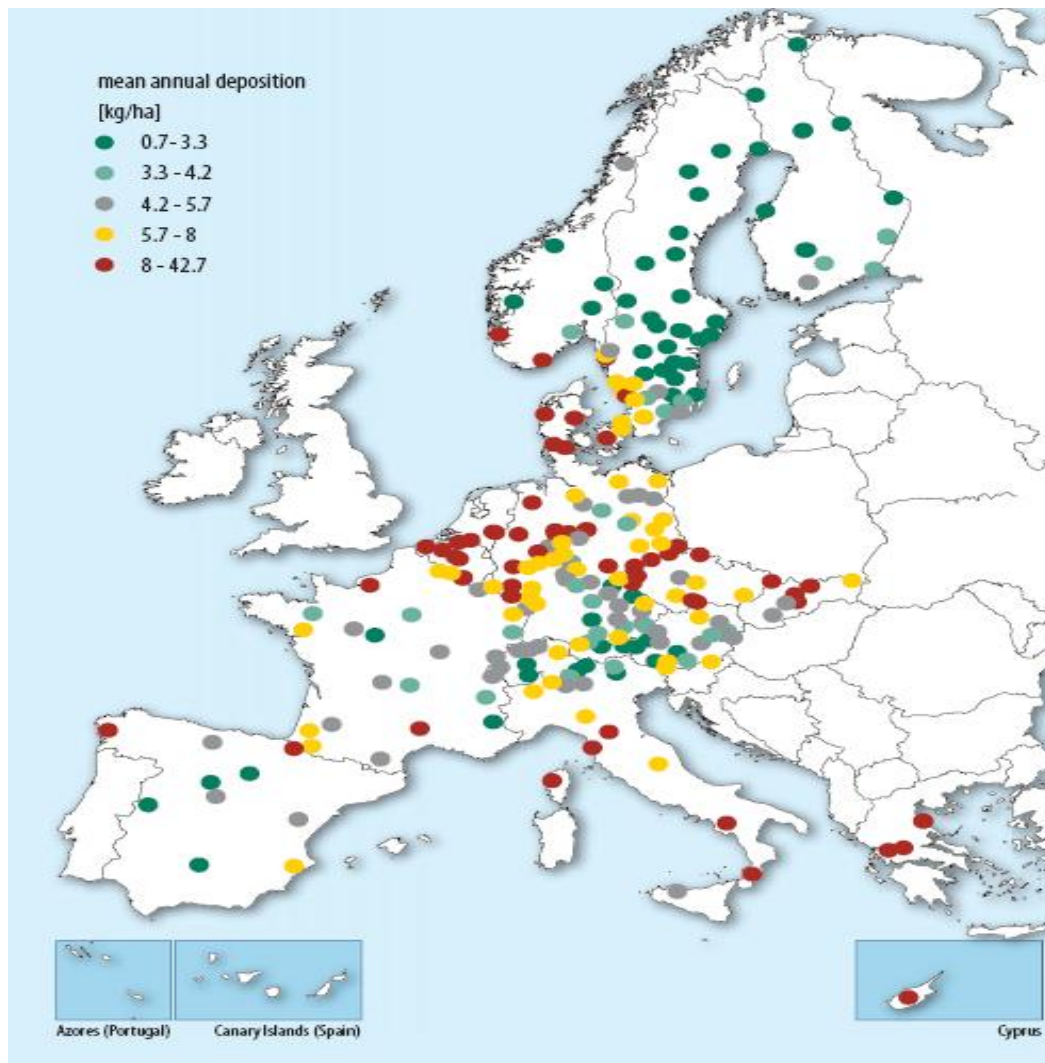 mean annual deposition
[kg/ha]
0.7- 3.3
3.3 - 4.2
4.2 - 5.7
5.7 - 8
8 - 42.7
Azores (Portugal)
Canary Islands (Spain)
Cyprus